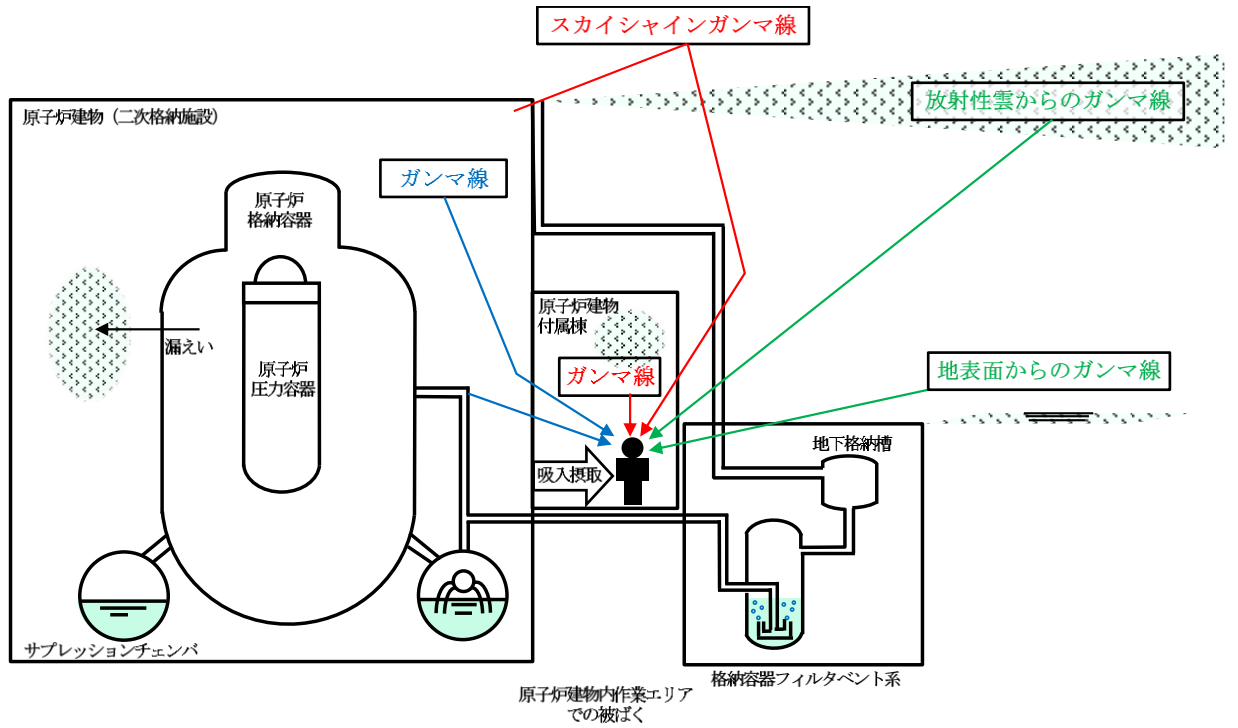 スカイシャインガンマ線
放射性雲からのガンマ線
原子炉建物（二次格納施設）
ガンマ線
原子炉
格納容器
原子炉建物
付属棟
漏えい
原子炉
圧力容器
ガンマ線
地表面からのガンマ線
地下格納槽
吸入摂取
サプレッションチェンバ
格納容器フィルタベント系
原子炉建物内作業エリア
での被ばく